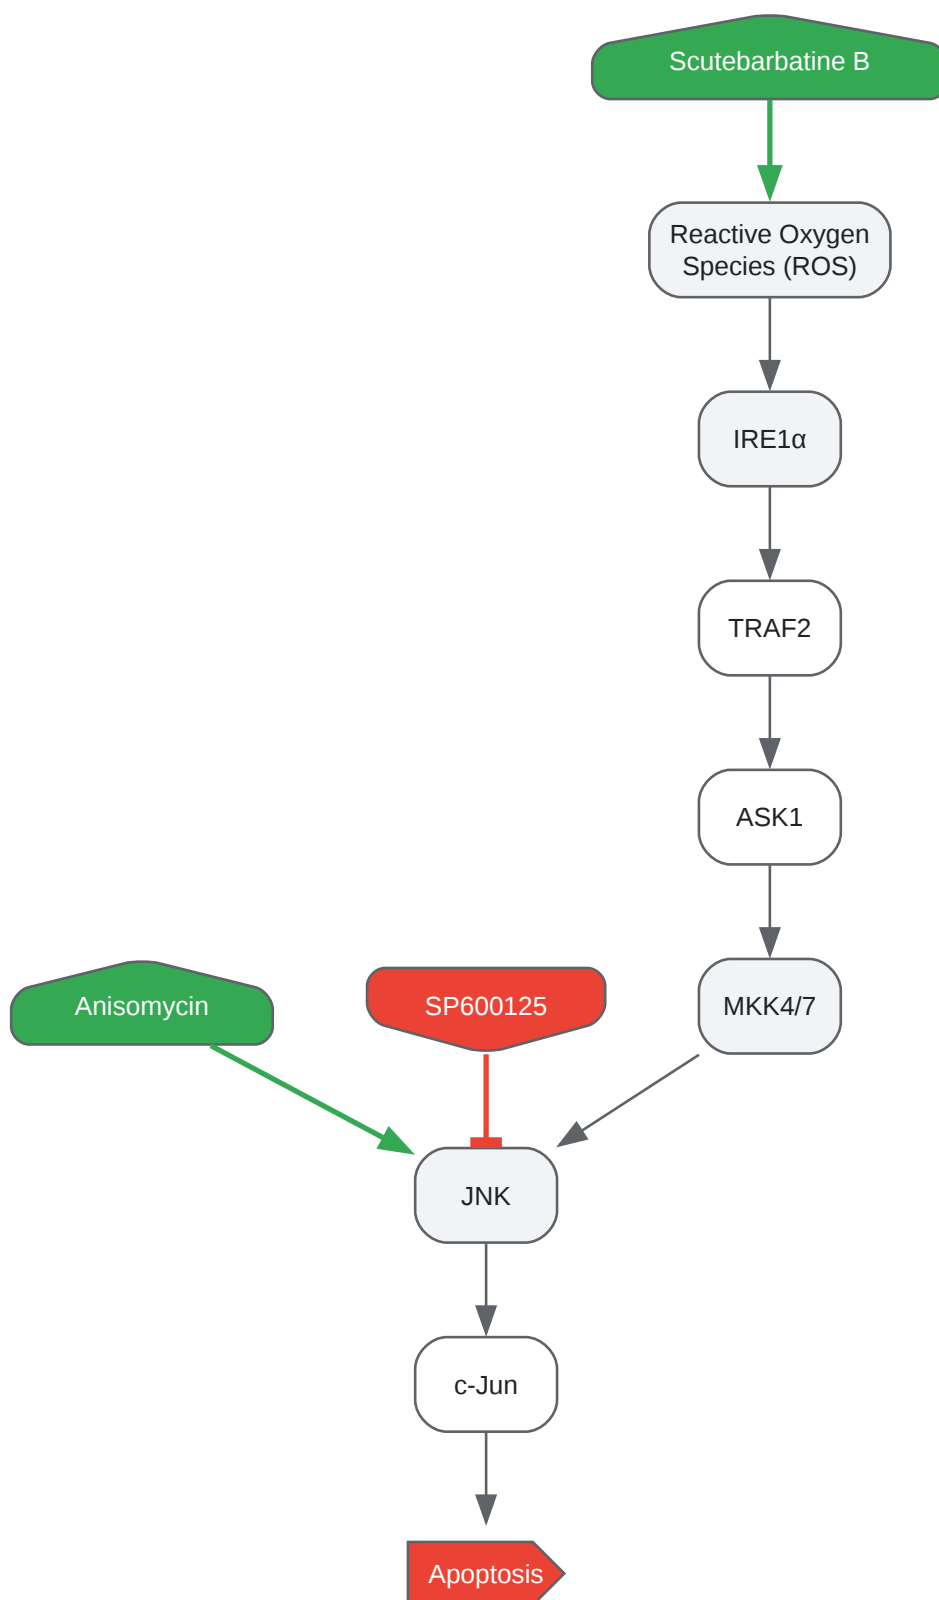 Scutebarbatine B
Reactive Oxygen
Species (ROS)
IRE1α
TRAF2
ASK1
Anisomycin
SP600125
MKK4/7
JNK
c-Jun
Apoptosis